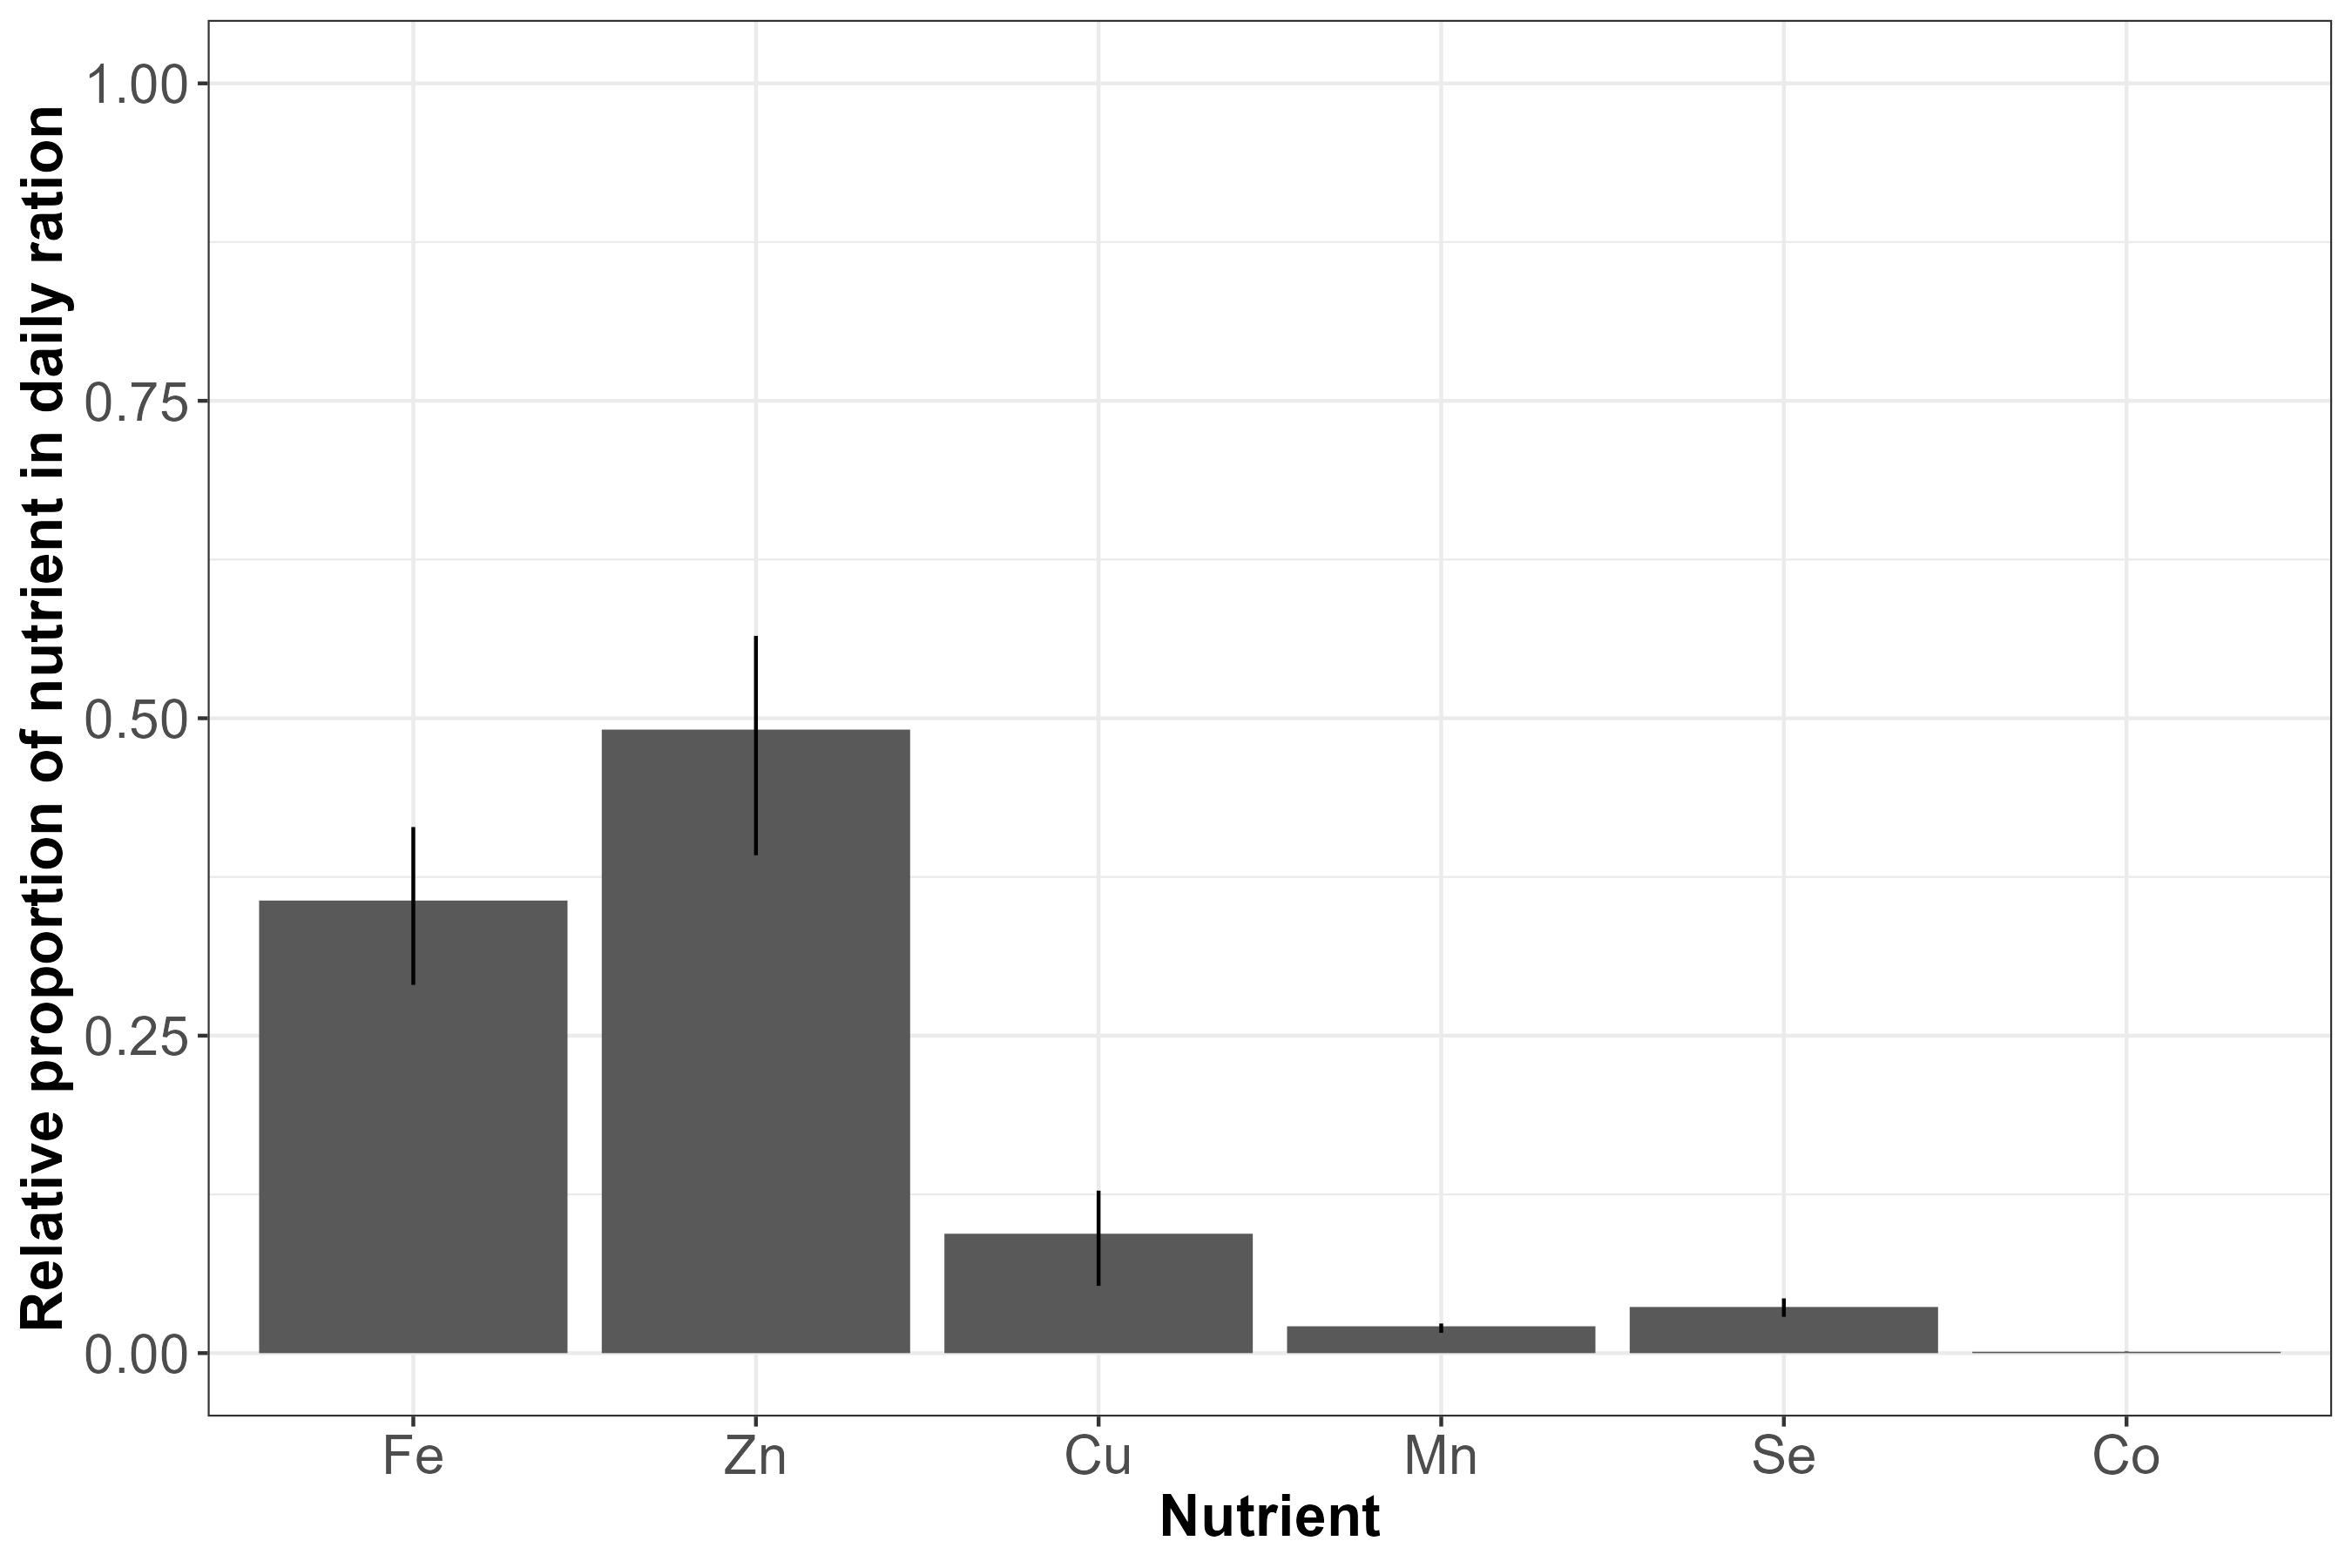 Relative proportion of nutrient in daily ration
1.00
0.75
0.50
0.25
0.00
Fe Zn Cu Mn Se Co
Nutrient